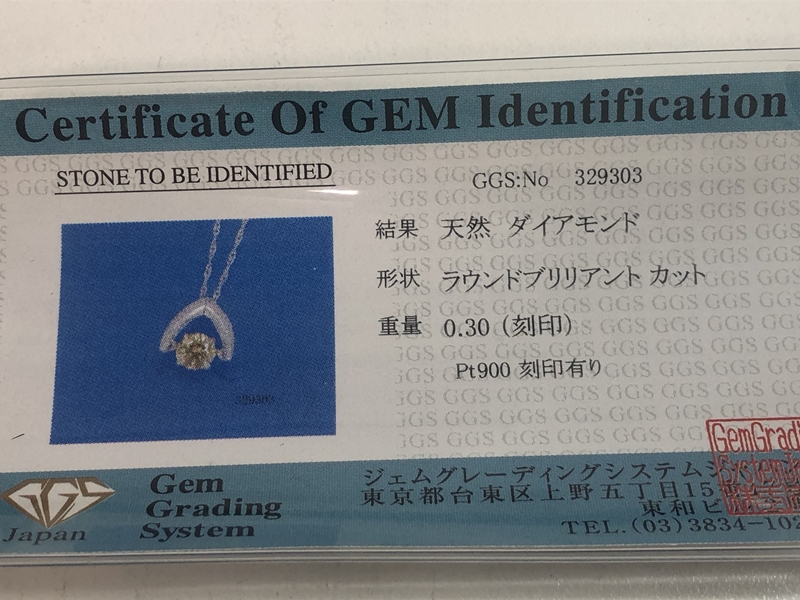 Certificate Of GEM Identification
STONE TO BE IDENTIFIED
GGS:No 329303
結果 天然 ダイアモンド
形状 ラウンドブリリアント カット
重量 0.30 (刻印)
Pt900 刻印有り
329303
GGS
Japan
Gem
Grading
System
ジェムグレーディングシステム
東京都台東区上野五丁目15
東和ビ
TEL.(03)3834-102
GemGradi
System